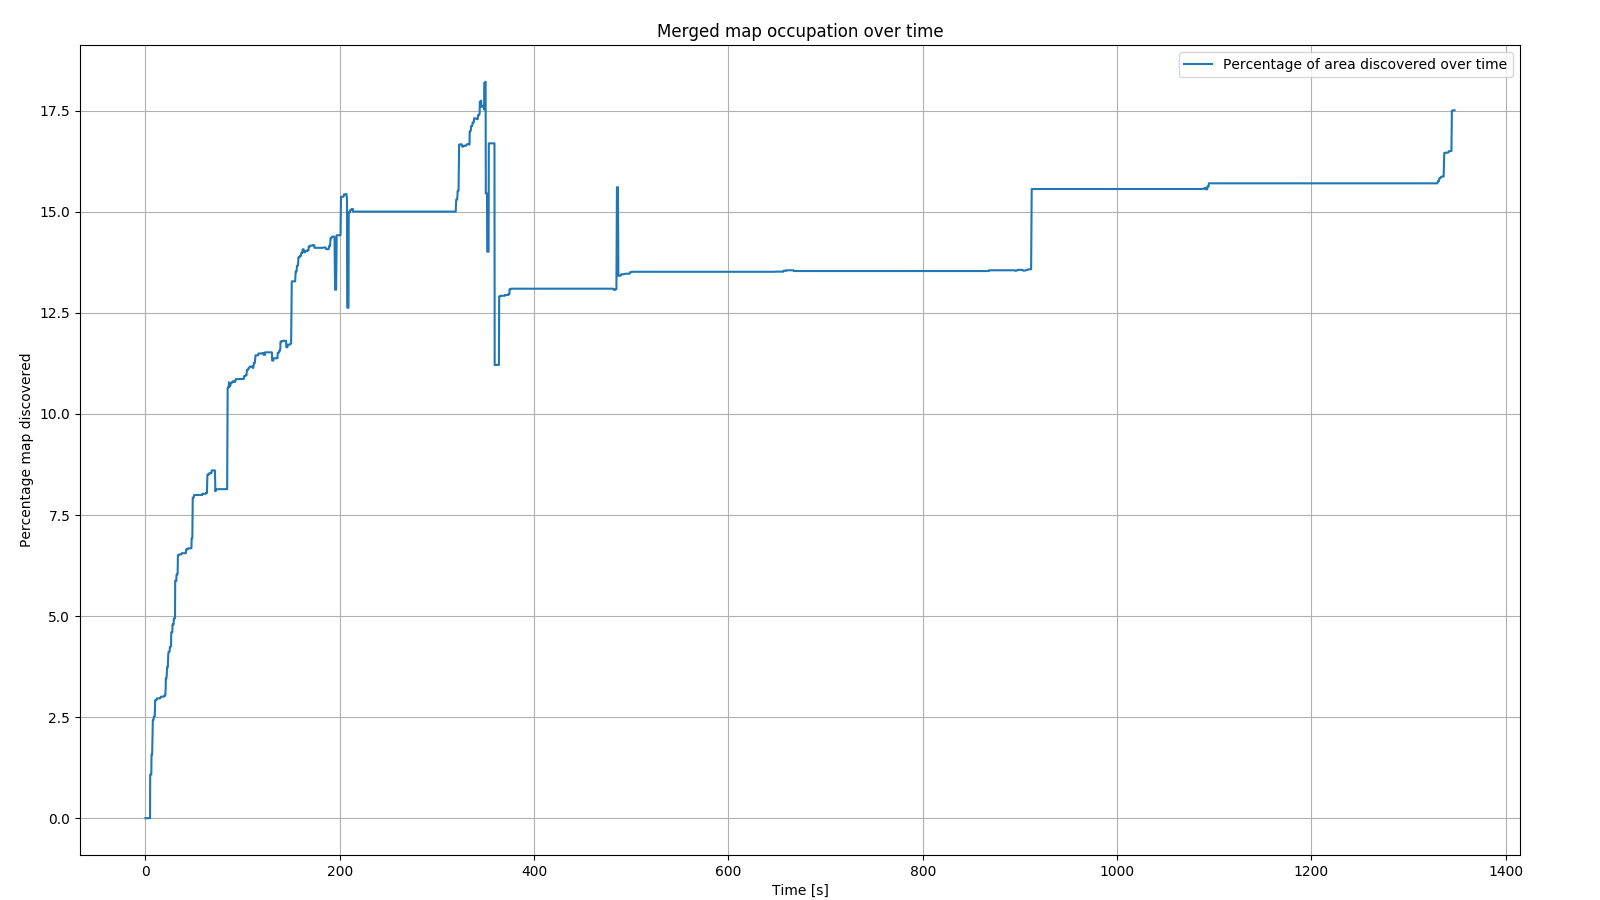 Merged map occupation over time
Percentage of area discovered over time
Percentage map discovered
17.5
15.0
12.5
10.0
7.5
5.0
2.5
0.0
0 200 400 600 800 1000 1200 1400
Time [s]